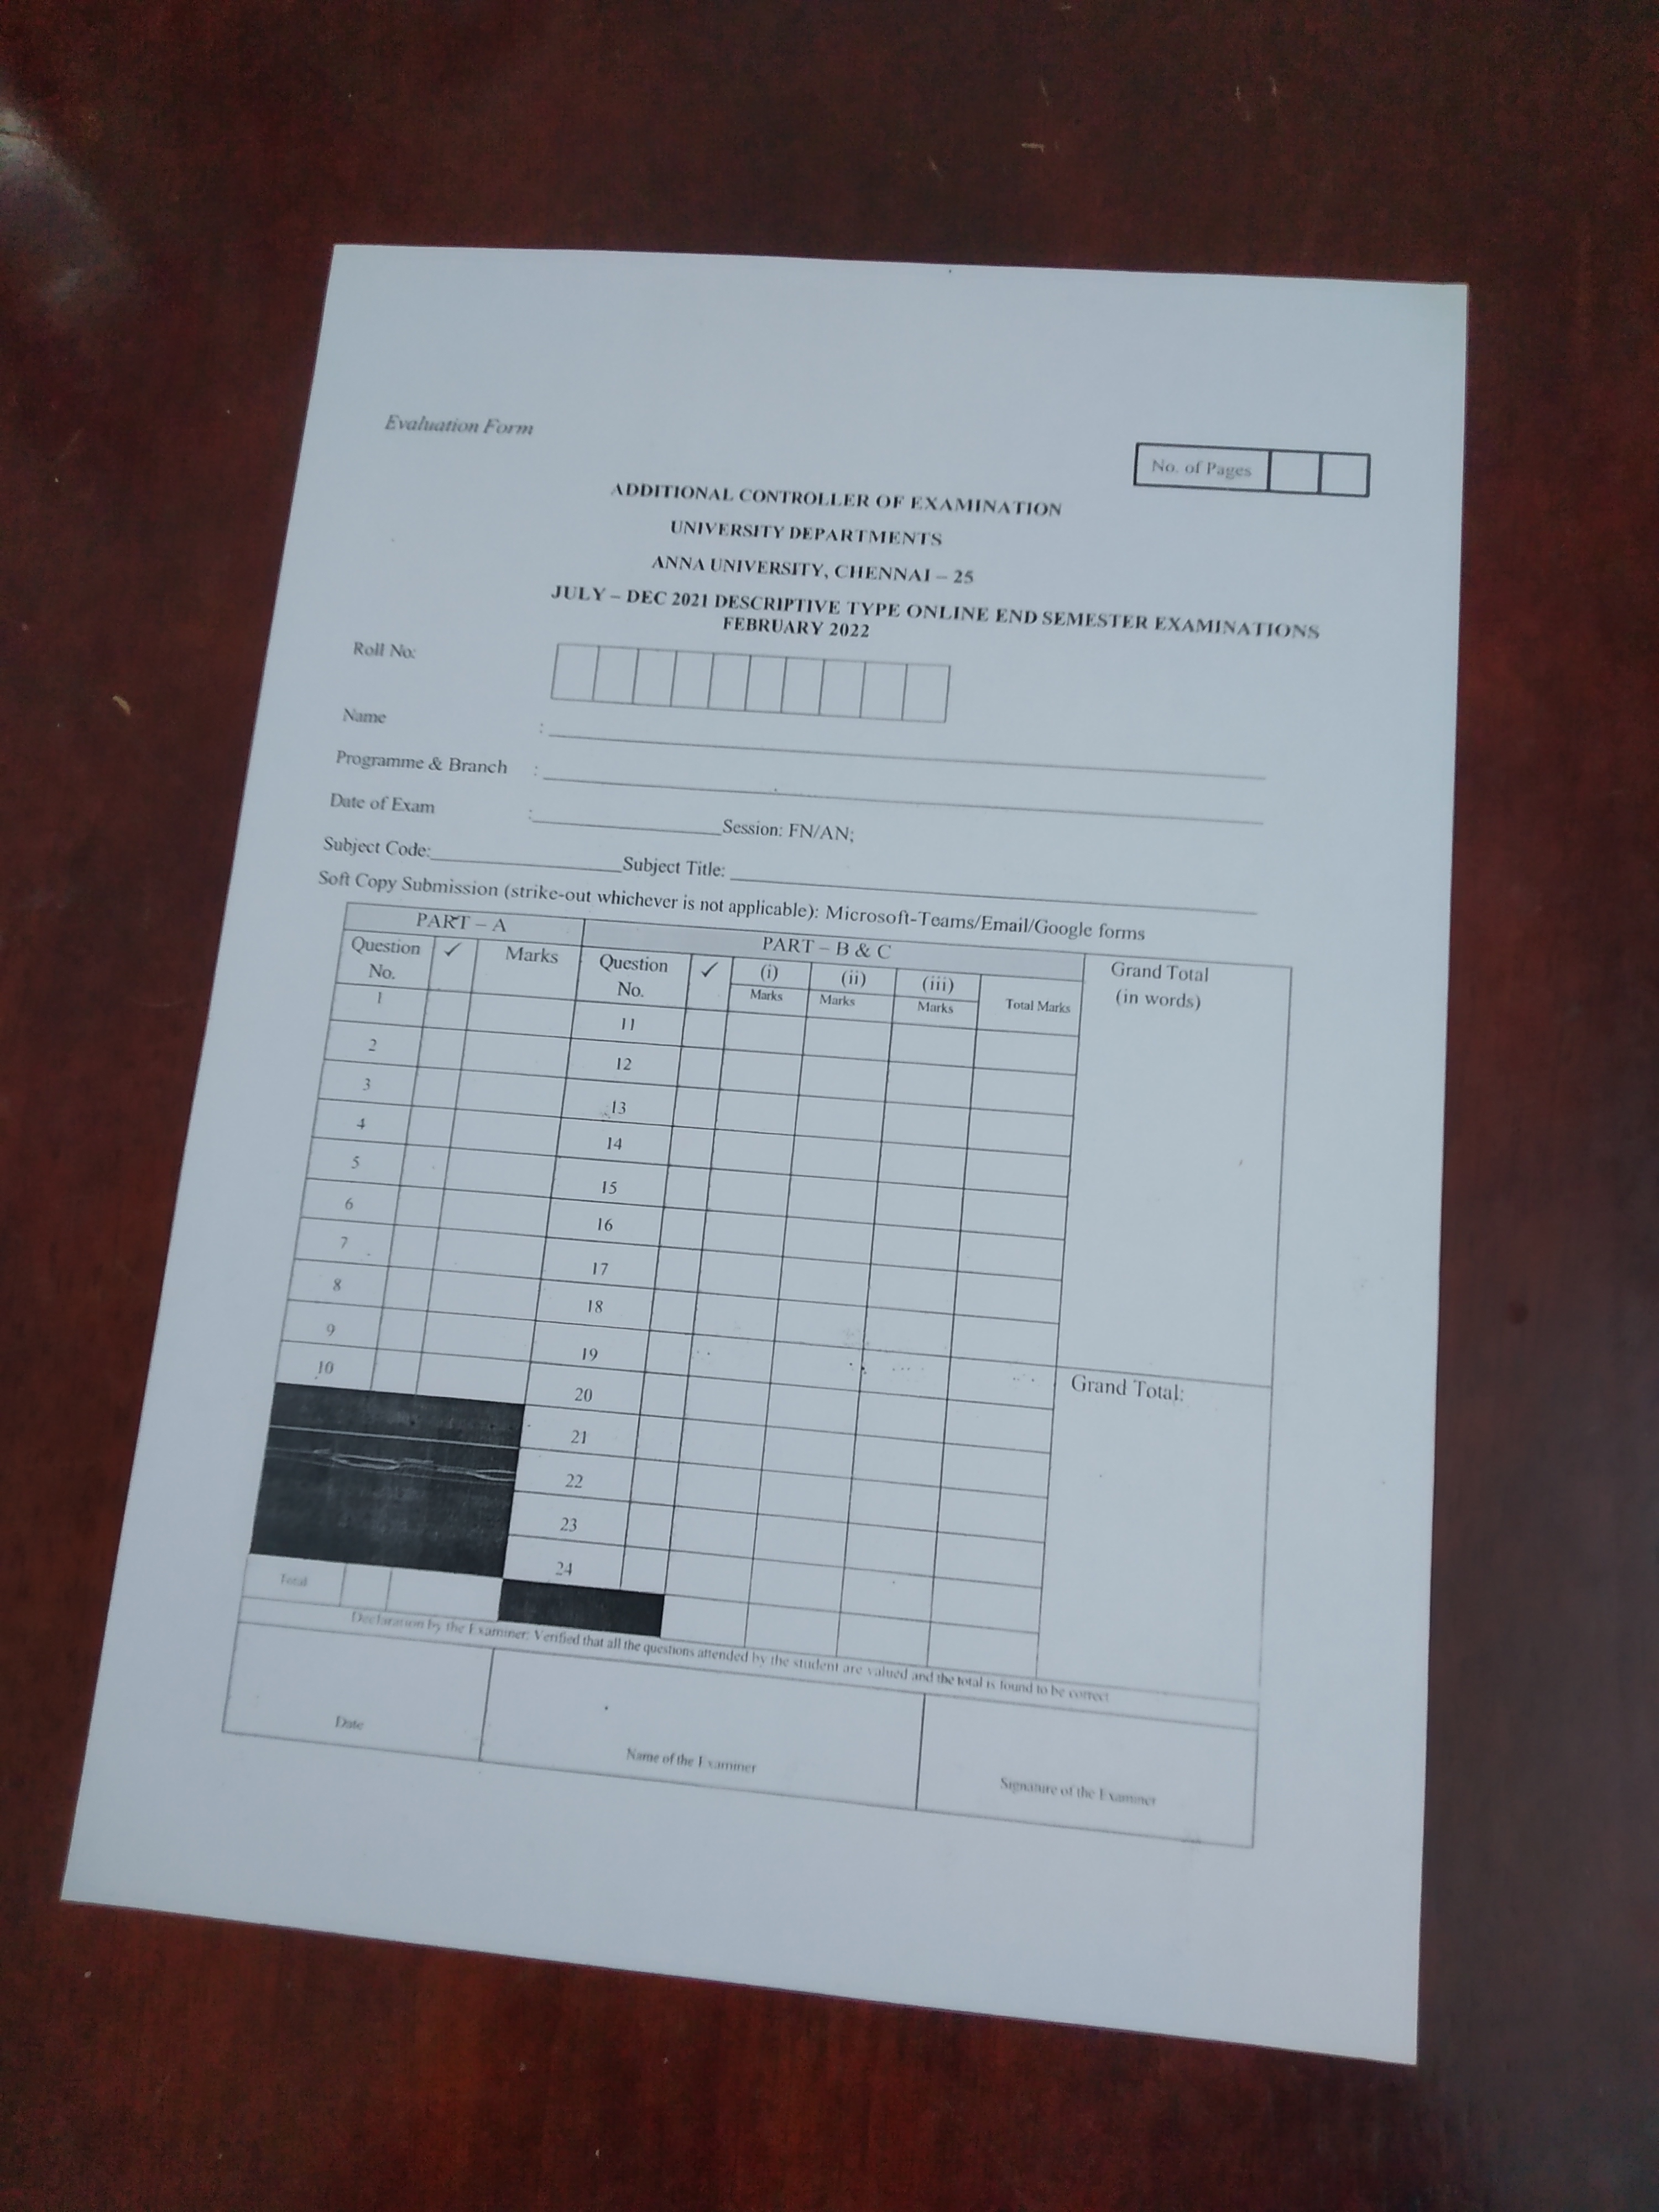 Evaluation Form
No. of Pages
ADDITIONAL CONTROLLER OF EXAMINATION
UNIVERSITY DEPARTMENTS
ANNA UNIVERSITY, CHENNAI – 25
JULY – DEC 2021 DESCRIPTIVE TYPE ONLINE END SEMESTER EXAMINATIONS
FEBRUARY 2022
Roll No:
Name :
Programme & Branch :
Date of Exam : Session: FN/AN;
Subject Code: Subject Title:
Soft Copy Submission (strike-out whichever is not applicable): Microsoft-Teams/Email/Google forms
PART – A PART – B & C Grand Total
(in words)
Question No. ✓ Marks Question No. ✓ (i) (ii) (iii) Total Marks
Marks Marks Marks
1 11
2 12
3 13
4 14
5 15
6 16
7 17
8 18
9 19
10 20 Grand Total:
21
22
23
24
Total
Declaration by the Examiner: Verified that all the questions attended by the student are valued and the total is found to be correct
Date Name of the Examiner Signature of the Examiner